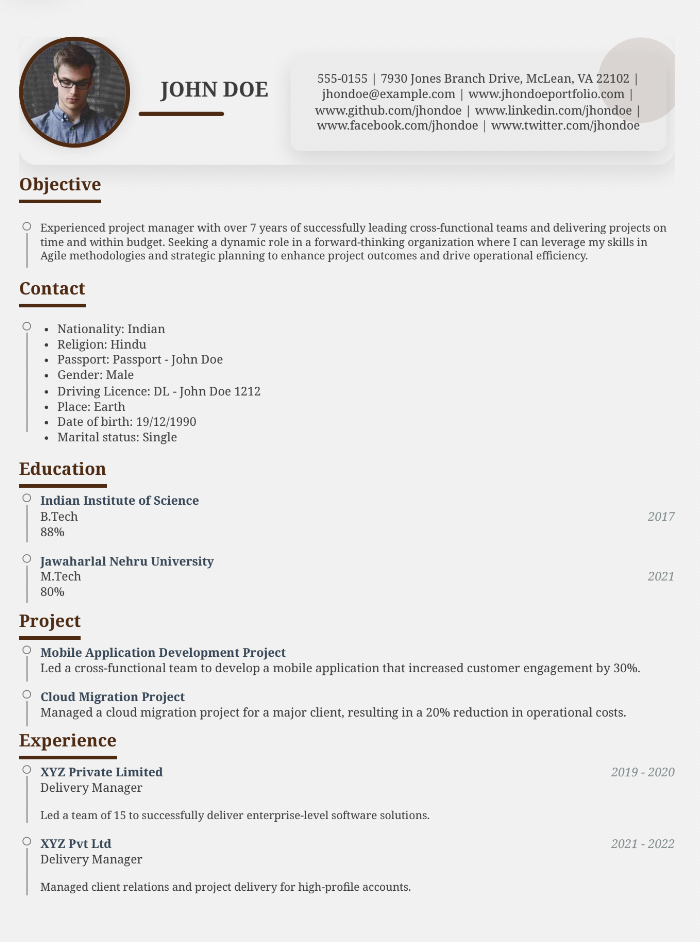 JOHN DOE
555-0155 | 7930 Jones Branch Drive, McLean, VA 22102 |
jhondoe@example.com | www.jhondoeportfolio.com |
www.github.com/jhondoe | www.linkedin.com/jhondoe |
www.facebook.com/jhondoe | www.twitter.com/jhondoe
Objective
Experienced project manager with over 7 years of successfully leading cross-functional teams and delivering projects on
time and within budget. Seeking a dynamic role in a forward-thinking organization where I can leverage my skills in
Agile methodologies and strategic planning to enhance project outcomes and drive operational efficiency.
Contact
• Nationality: Indian
• Religion: Hindu
• Passport: Passport - John Doe
• Gender: Male
• Driving Licence: DL - John Doe 1212
• Place: Earth
• Date of birth: 19/12/1990
• Marital status: Single
Education
Indian Institute of Science
B.Tech 2017
88%
Jawaharlal Nehru University
M.Tech 2021
80%
Project
Mobile Application Development Project
Led a cross-functional team to develop a mobile application that increased customer engagement by 30%.
Cloud Migration Project
Managed a cloud migration project for a major client, resulting in a 20% reduction in operational costs.
Experience
XYZ Private Limited 2019 - 2020
Delivery Manager
Led a team of 15 to successfully deliver enterprise-level software solutions.
XYZ Pvt Ltd 2021 - 2022
Delivery Manager
Managed client relations and project delivery for high-profile accounts.